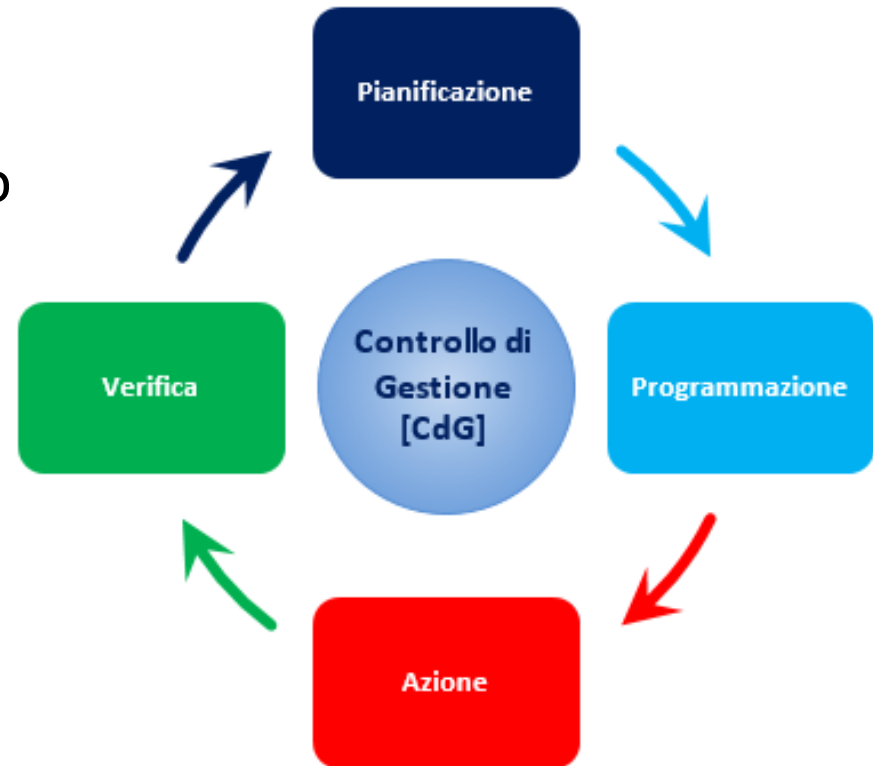 Pianificazione
o
Verifica
Controllo di
Gestione
[CdG]
Programmazione
Azione